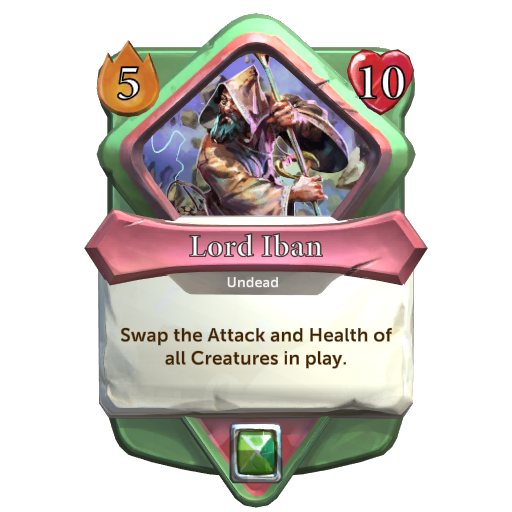 5
10
Lord Iban
Undead
Swap the Attack and Health of
all Creatures in play.